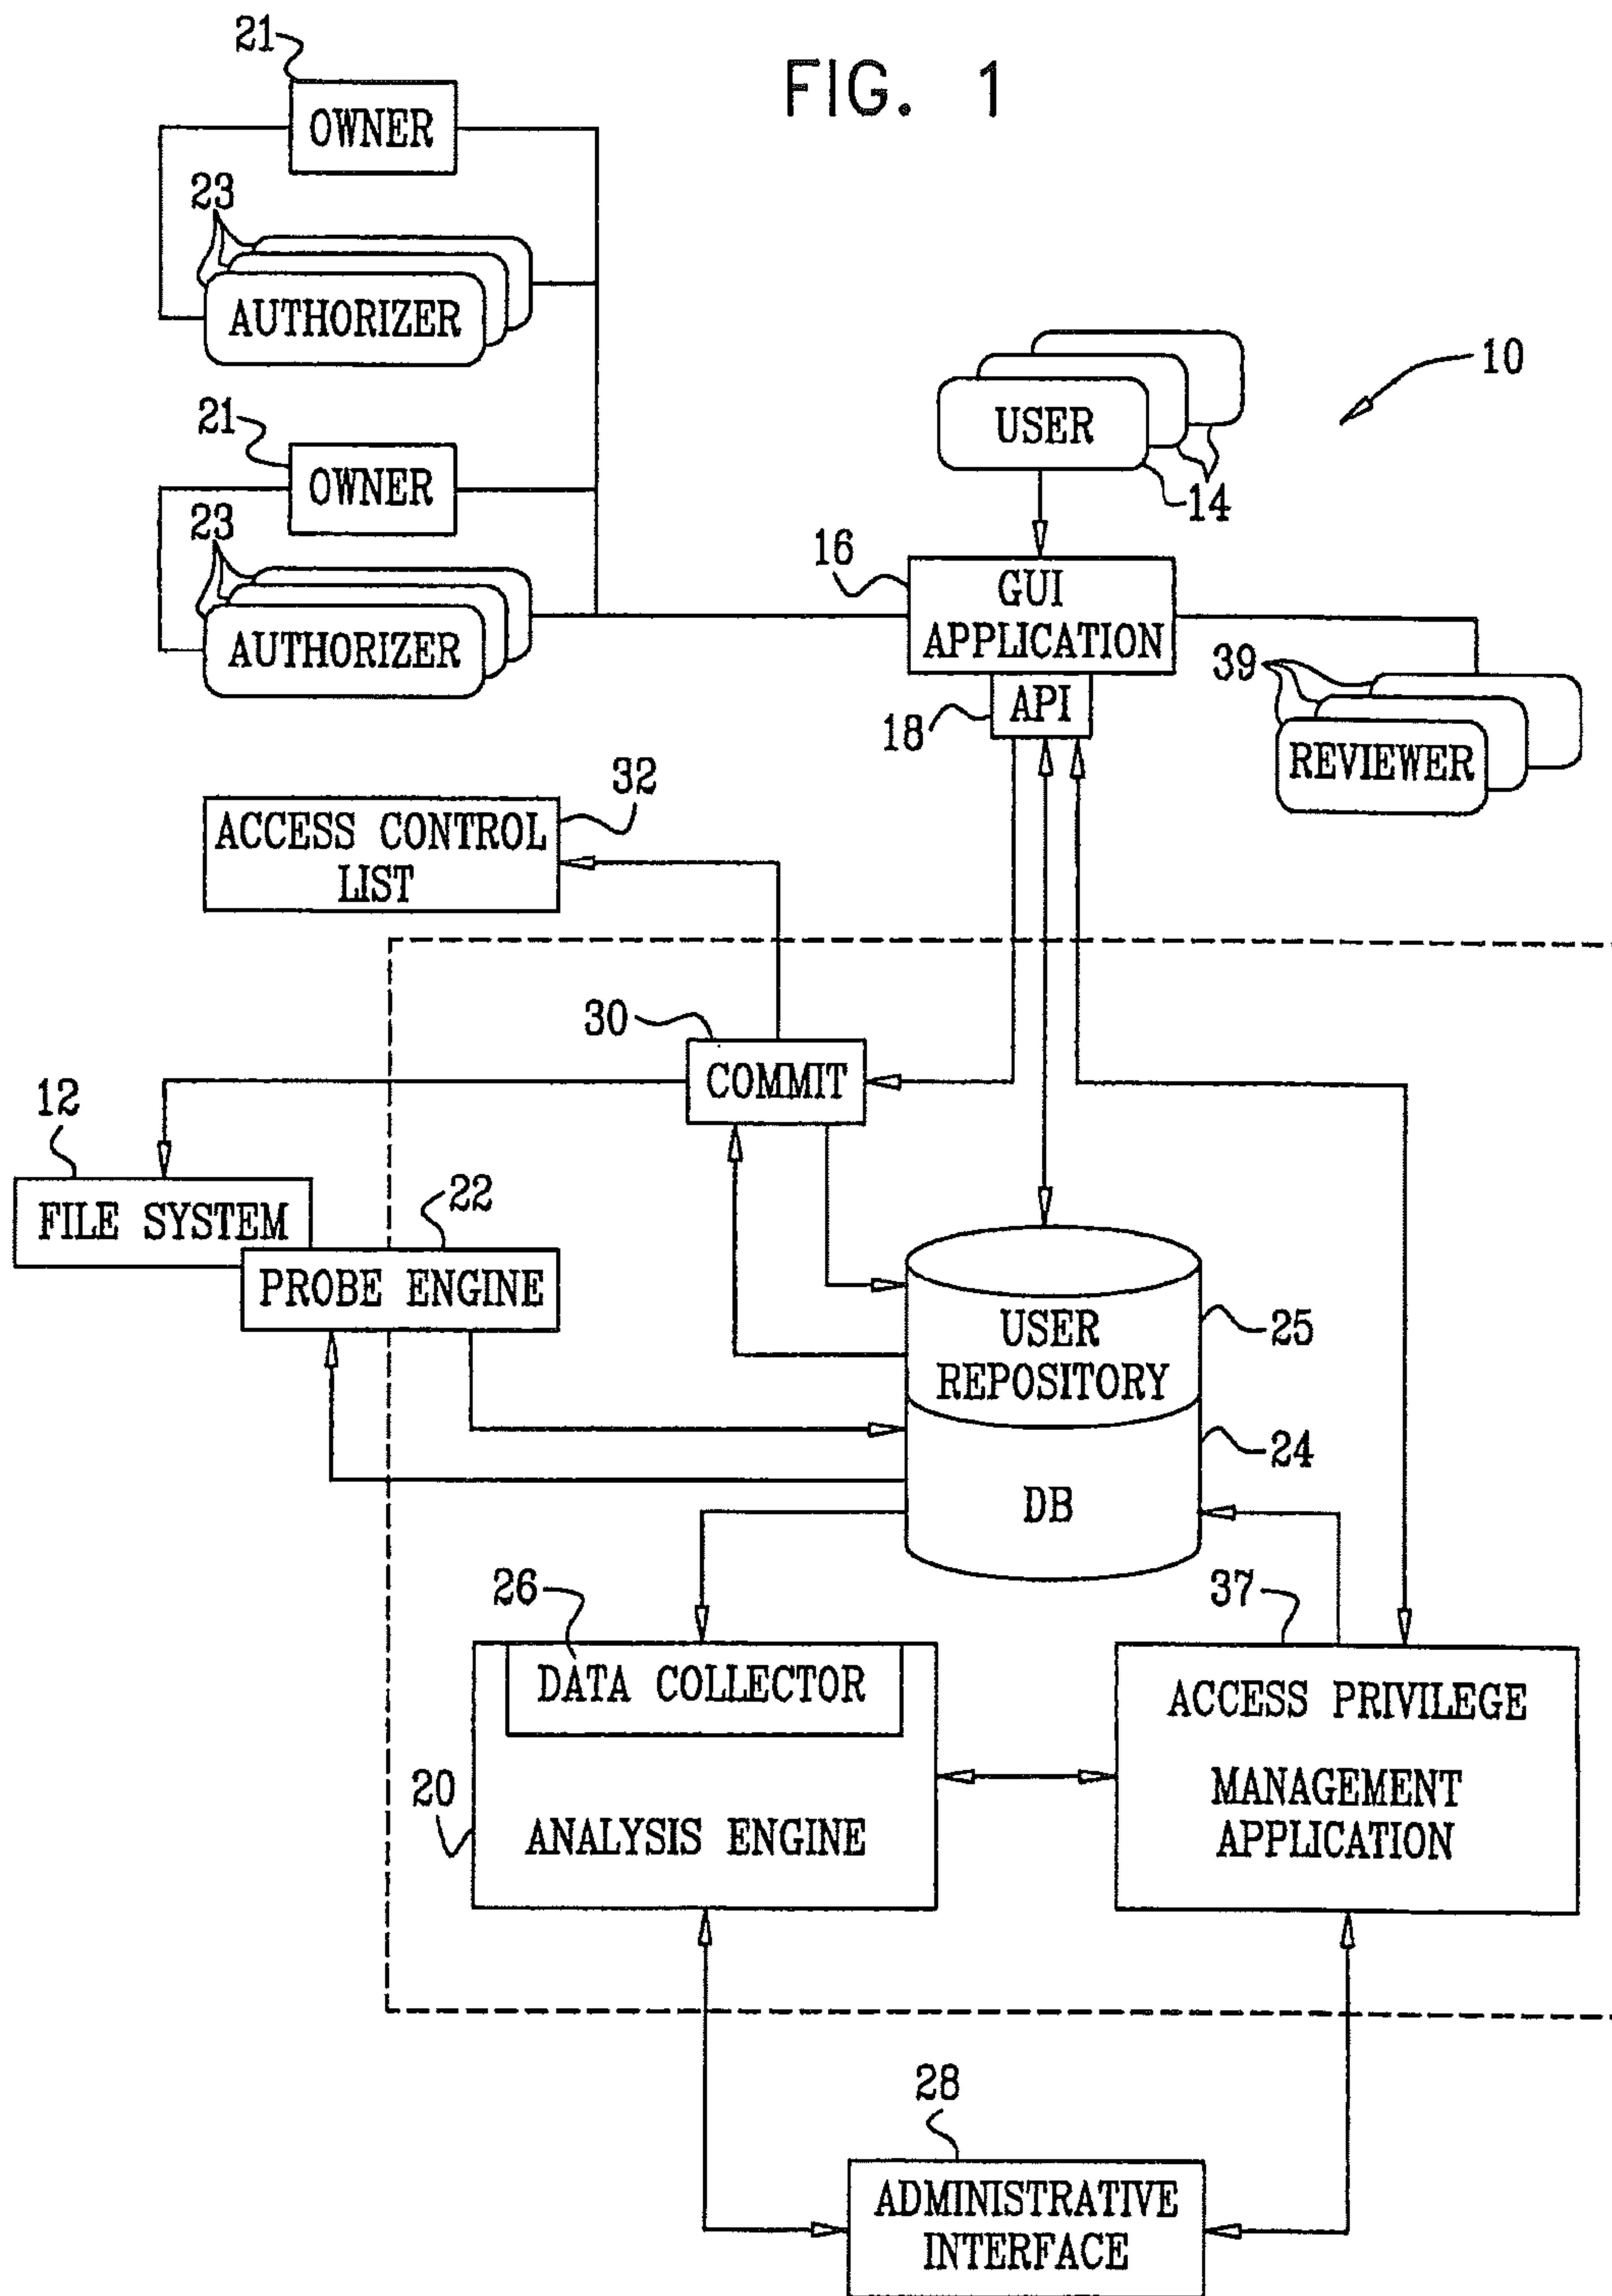 FIG. 1
21
OWNER
23
AUTHORIZER
10
USER
14
21
OWNER
23
AUTHORIZER
16
GUI
APPLICATION
39
18
API
REVIEWER
32
ACCESS CONTROL
LIST
30
COMMIT
12
FILE SYSTEM
22
PROBE ENGINE
USER
REPOSITORY
25
24
DB
26
DATA COLLECTOR
37
ACCESS PRIVILEGE
MANAGEMENT
APPLICATION
20
ANALYSIS ENGINE
28
ADMINISTRATIVE
INTERFACE